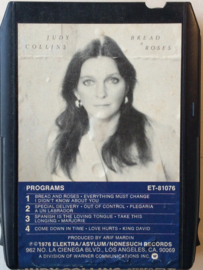 JUDY COLLINS
BREAD & ROSES
PROGRAMS
ET-81076
1 BREAD AND ROSES • EVERYTHING MUST CHANGE
I DIDN'T KNOW ABOUT YOU
2 SPECIAL DELIVERY • OUT OF CONTROL • PLEGARIA
A UN LABRADOR
3 SPANISH IS THE LOVING TONGUE • TAKE THIS
LONGING • MARJORIE
4 COME DOWN IN TIME • LOVE HURTS • KING DAVID
PRODUCED BY ARIF MARDIN
℗©1976 ELEKTRA/ASYLUM/NONESUCH RECORDS
962 NO. LA CIENEGA BLVD., LOS ANGELES, CA. 90069
A DIVISION OF WARNER COMMUNICATIONS INC.